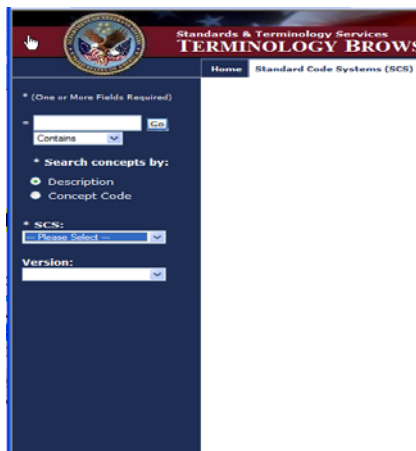 Standards & Terminology Services
TERMINOLOGY BROWS
Home Standard Code Systems (SCS)
* (One or More Fields Required)
* Go
Contains
* Search concepts by:
Description
Concept Code
* SCS:
-- Please Select --
Version: